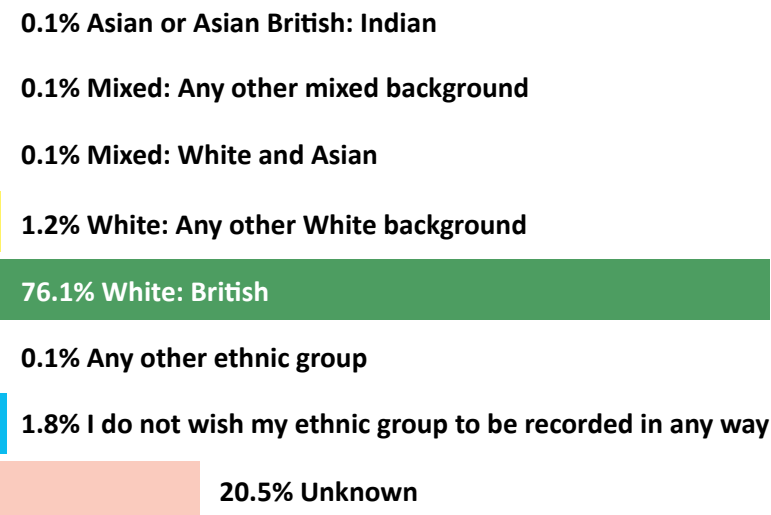 0.1% Asian or Asian British: Indian
0.1% Mixed: Any other mixed background
0.1% Mixed: White and Asian
1.2% White: Any other White background
76.1% White: British
0.1% Any other ethnic group
1.8% I do not wish my ethnic group to be recorded in any way
20.5% Unknown